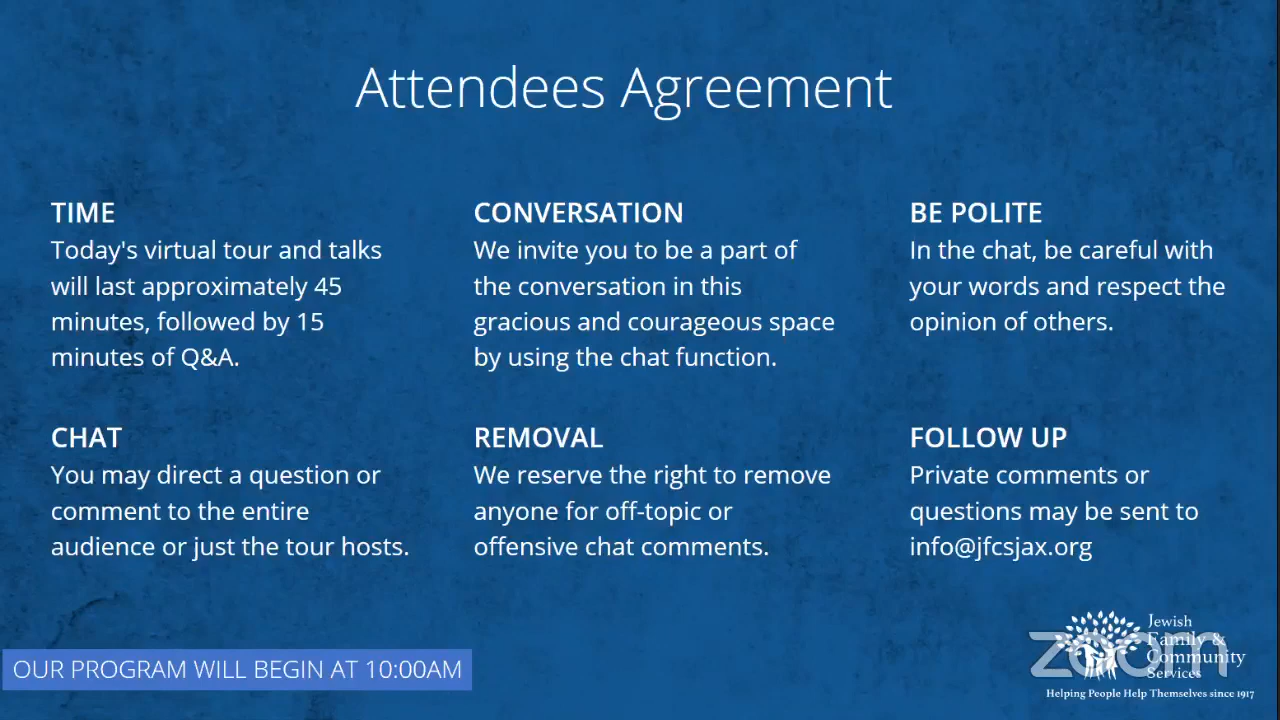 Attendees Agreement
TIME
Today's virtual tour and talks
will last approximately 45
minutes, followed by 15
minutes of Q&A.
CONVERSATION
We invite you to be a part of
the conversation in this
gracious and courageous space
by using the chat function.
BE POLITE
In the chat, be careful with
your words and respect the
opinion of others.
CHAT
You may direct a question or
comment to the entire
audience or just the tour hosts.
REMOVAL
We reserve the right to remove
anyone for off-topic or
offensive chat comments.
FOLLOW UP
Private comments or
questions may be sent to
info@jfcsjax.org
OUR PROGRAM WILL BEGIN AT 10:00AM
Jewish
Family &
Community
Services
zoom
Helping People Help Themselves since 1917